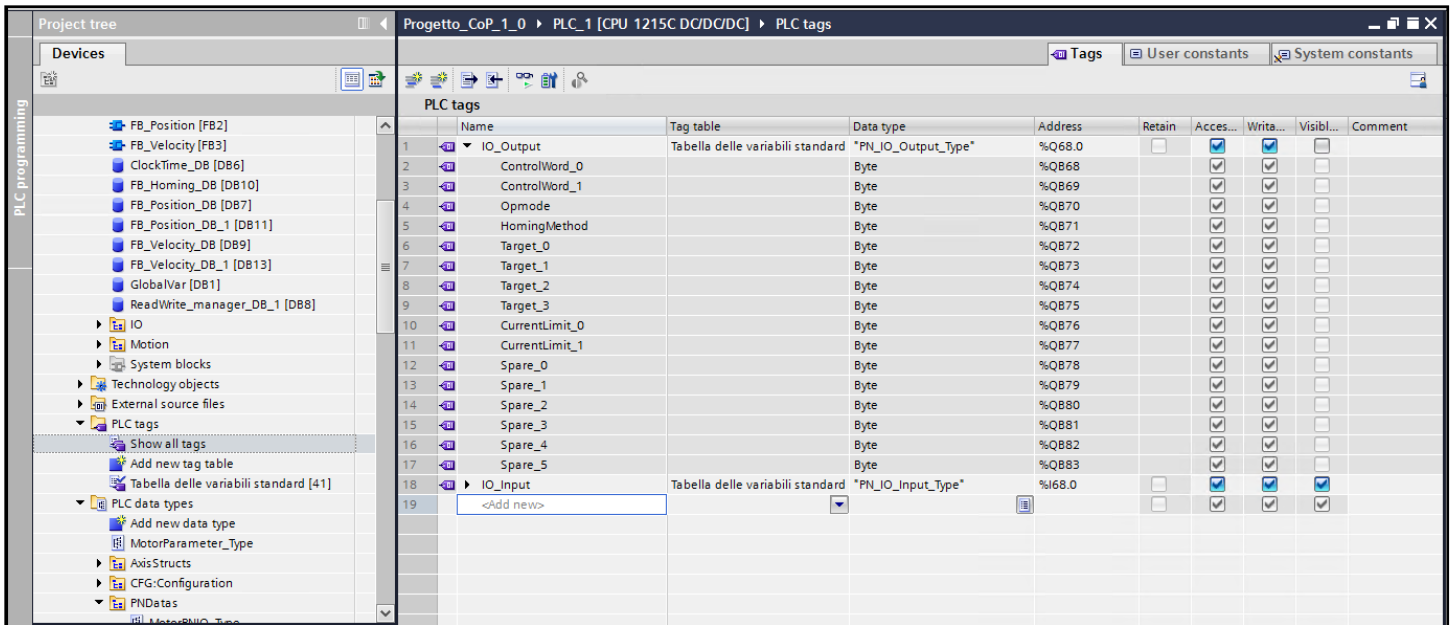 Project tree
Devices
PLC programming
FB_Position [FB2]
FB_Velocity [FB3]
ClockTime_DB [DB6]
FB_Homing_DB [DB10]
FB_Position_DB [DB7]
FB_Position_DB_1 [DB11]
FB_Velocity_DB [DB9]
FB_Velocity_DB_1 [DB13]
GlobalVar [DB1]
ReadWrite_manager_DB_1 [DB8]
IO
Motion
System blocks
Technology objects
External source files
PLC tags
Show all tags
Add new tag table
Tabella delle variabili standard [41]
PLC data types
Add new data type
MotorParameter_Type
AxisStructs
CFG:Configuration
PNDatas
MotorPNIO_Type
Progetto_CoP_1_0 PLC_1 [CPU 1215C DC/DC/DC] PLC tags
Tags User constants System constants
PLC tags
Name Tag table Data type Address Retain Acces... Writa... Visibl... Comment
1 IO_Output Tabella delle variabili standard "PN_IO_Output_Type" %Q68.0
2 ControlWord_0 Byte %QB68
3 ControlWord_1 Byte %QB69
4 Opmode Byte %QB70
5 HomingMethod Byte %QB71
6 Target_0 Byte %QB72
7 Target_1 Byte %QB73
8 Target_2 Byte %QB74
9 Target_3 Byte %QB75
10 CurrentLimit_0 Byte %QB76
11 CurrentLimit_1 Byte %QB77
12 Spare_0 Byte %QB78
13 Spare_1 Byte %QB79
14 Spare_2 Byte %QB80
15 Spare_3 Byte %QB81
16 Spare_4 Byte %QB82
17 Spare_5 Byte %QB83
18 IO_Input Tabella delle variabili standard "PN_IO_Input_Type" %I68.0
19 <Add new>